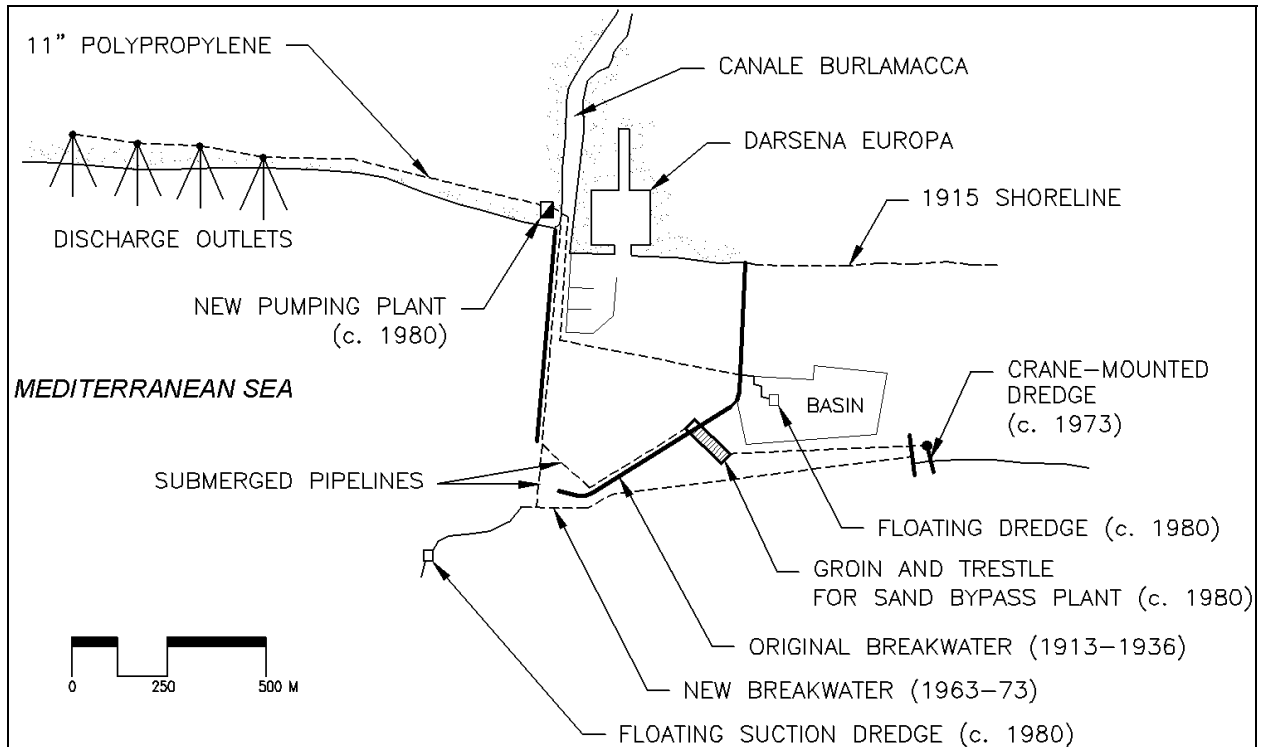 11" POLYPROPYLENE
CANALE BURLAMACCA
DARSENA EUROPA
1915 SHORELINE
DISCHARGE OUTLETS
NEW PUMPING PLANT
(c. 1980)
MEDITERRANEAN SEA
CRANE-MOUNTED
DREDGE
(c. 1973)
BASIN
SUBMERGED PIPELINES
FLOATING DREDGE (c. 1980)
GROIN AND TRESTLE
FOR SAND BYPASS PLANT (c. 1980)
ORIGINAL BREAKWATER (1913-1936)
NEW BREAKWATER (1963-73)
FLOATING SUCTION DREDGE (c. 1980)
0 250 500 M